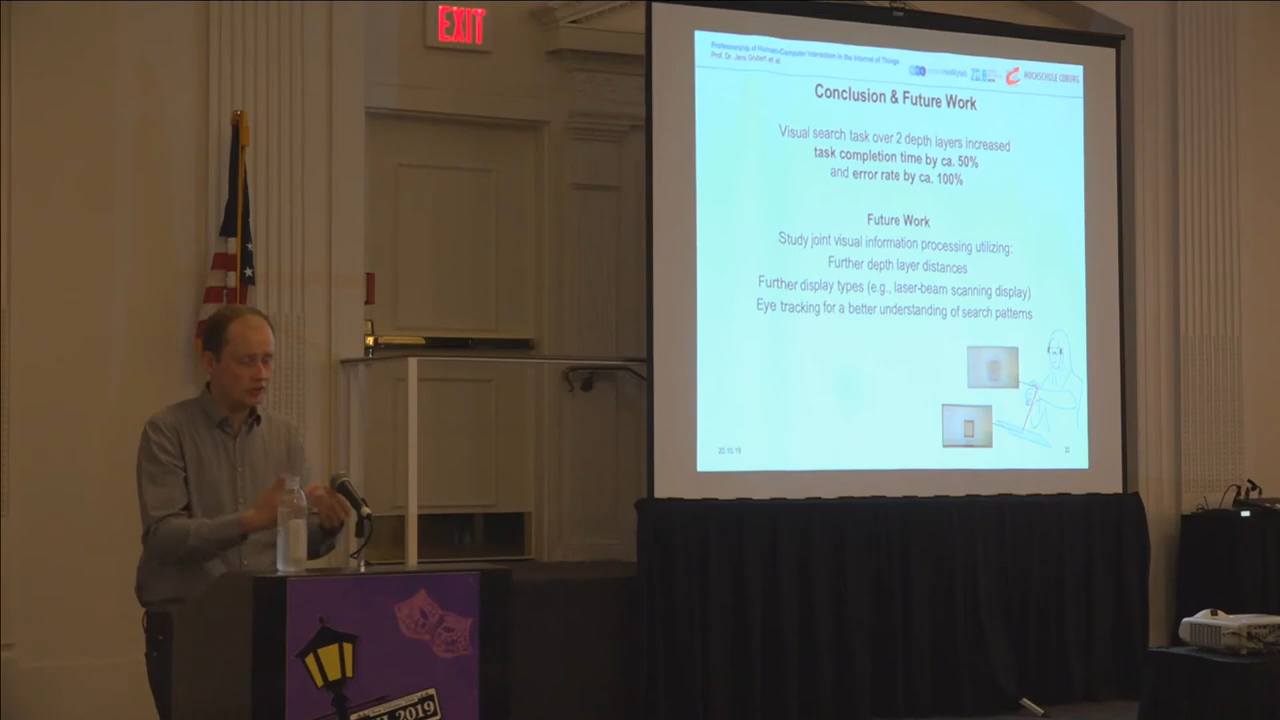 EXIT
Professorship of Human-Computer Interaction in the Internet of Things
Prof. Dr. Jens Grubert et al.
HOCHSCHULE COBURG
Conclusion & Future Work
Visual search task over 2 depth layers increased
task completion time by ca. 50%
and error rate by ca. 100%
Future Work
Study joint visual information processing utilizing:
Further depth layer distances
Further display types (e.g., laser-beam scanning display)
Eye tracking for a better understanding of search patterns
20.10.19
2019